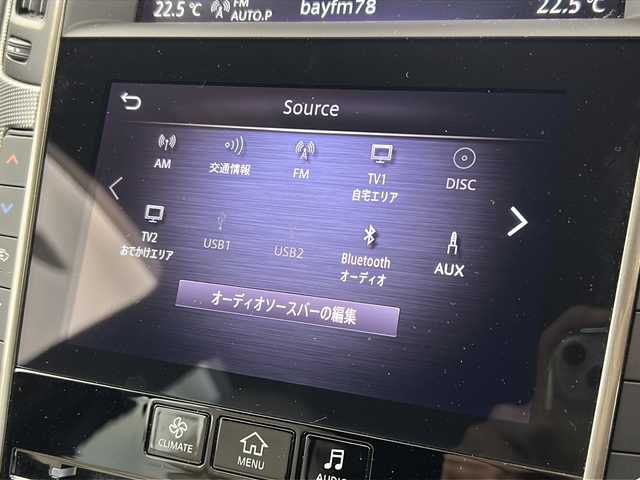 22.5℃ FM AUTO.P bayfm78 22.5℃
Source
AM 交通情報 FM TV1 自宅エリア DISC
TV2 おでかけエリア USB1 USB2 Bluetooth オーディオ AUX
オーディオソースバーの編集
CLIMATE MENU AUDIO